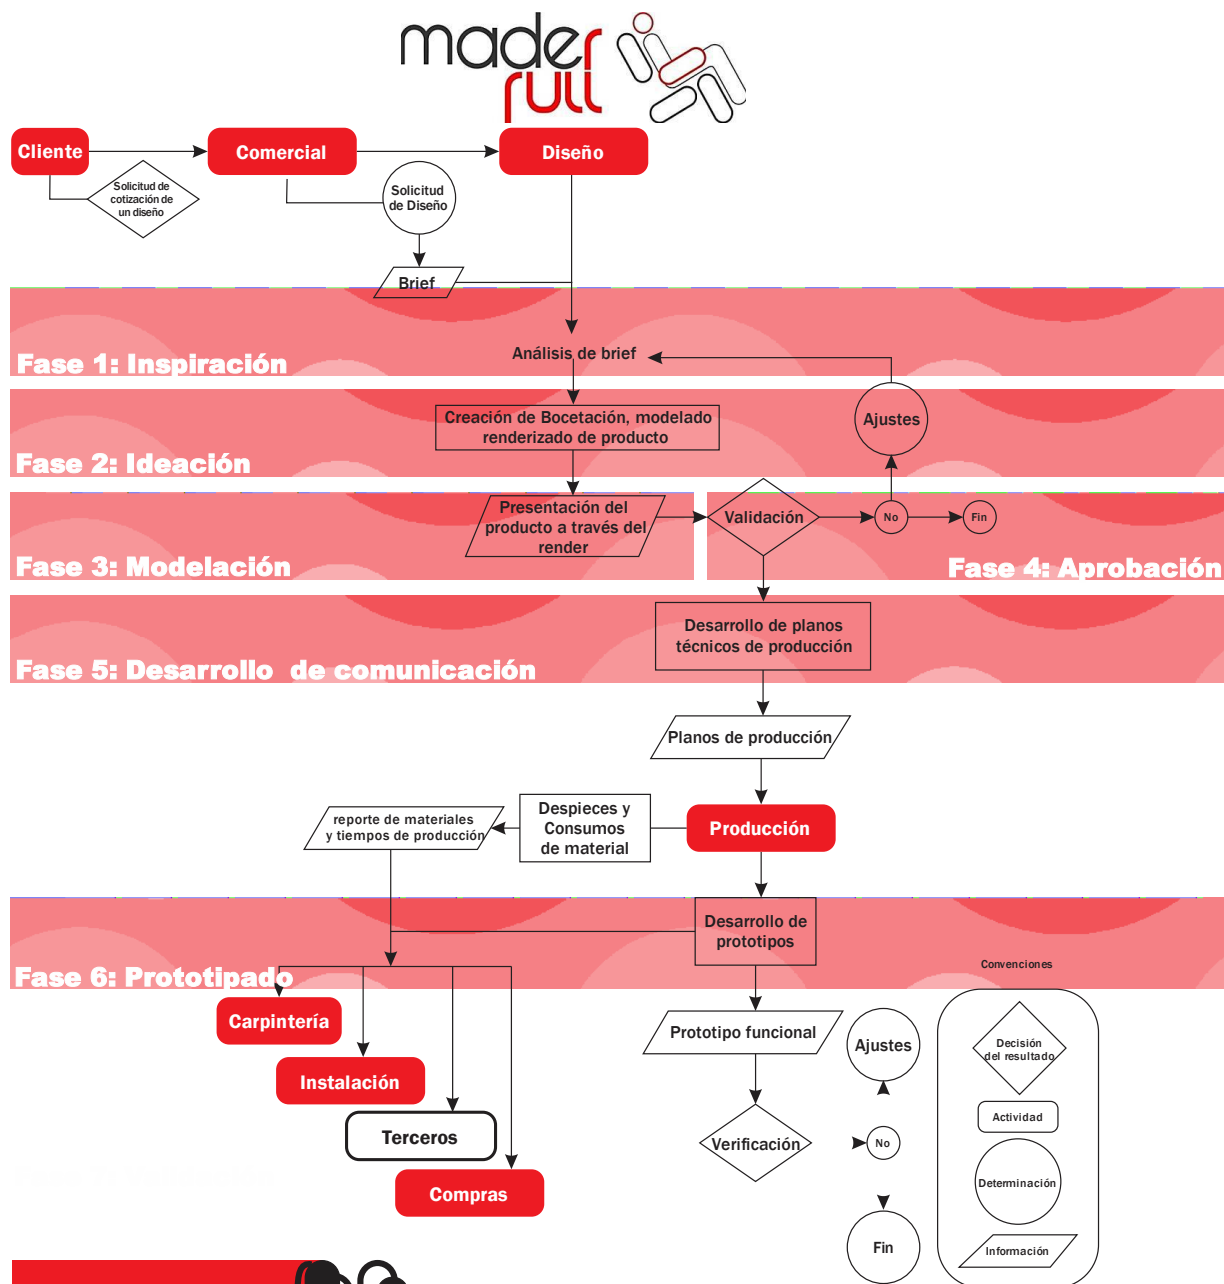 mader
rull
Cliente
Comercial
Diseño
Solicitud de
cotización de
un diseño
Solicitud
de Diseño
Brief
Análisis de brief
Fase 1: Inspiración
Creación de Bocetación, modelado
renderizado de producto
Ajustes
Fase 2: Ideación
Presentación del
producto a través del
render
Validación
No
Fin
Fase 3: Modelación
Fase 4: Aprobación
Desarrollo de planos
técnicos de producción
Fase 5: Desarrollo de comunicación
Planos de producción
reporte de materiales
y tiempos de producción
Despieces y
Consumos
de material
Producción
Desarrollo de
prototipos
Fase 6: Prototipado
Convenciones
Carpintería
Instalación
Terceros
Compras
Prototipo funcional
Verificación
Ajustes
No
Fin
Decisión
del resultado
Actividad
Determinación
Información